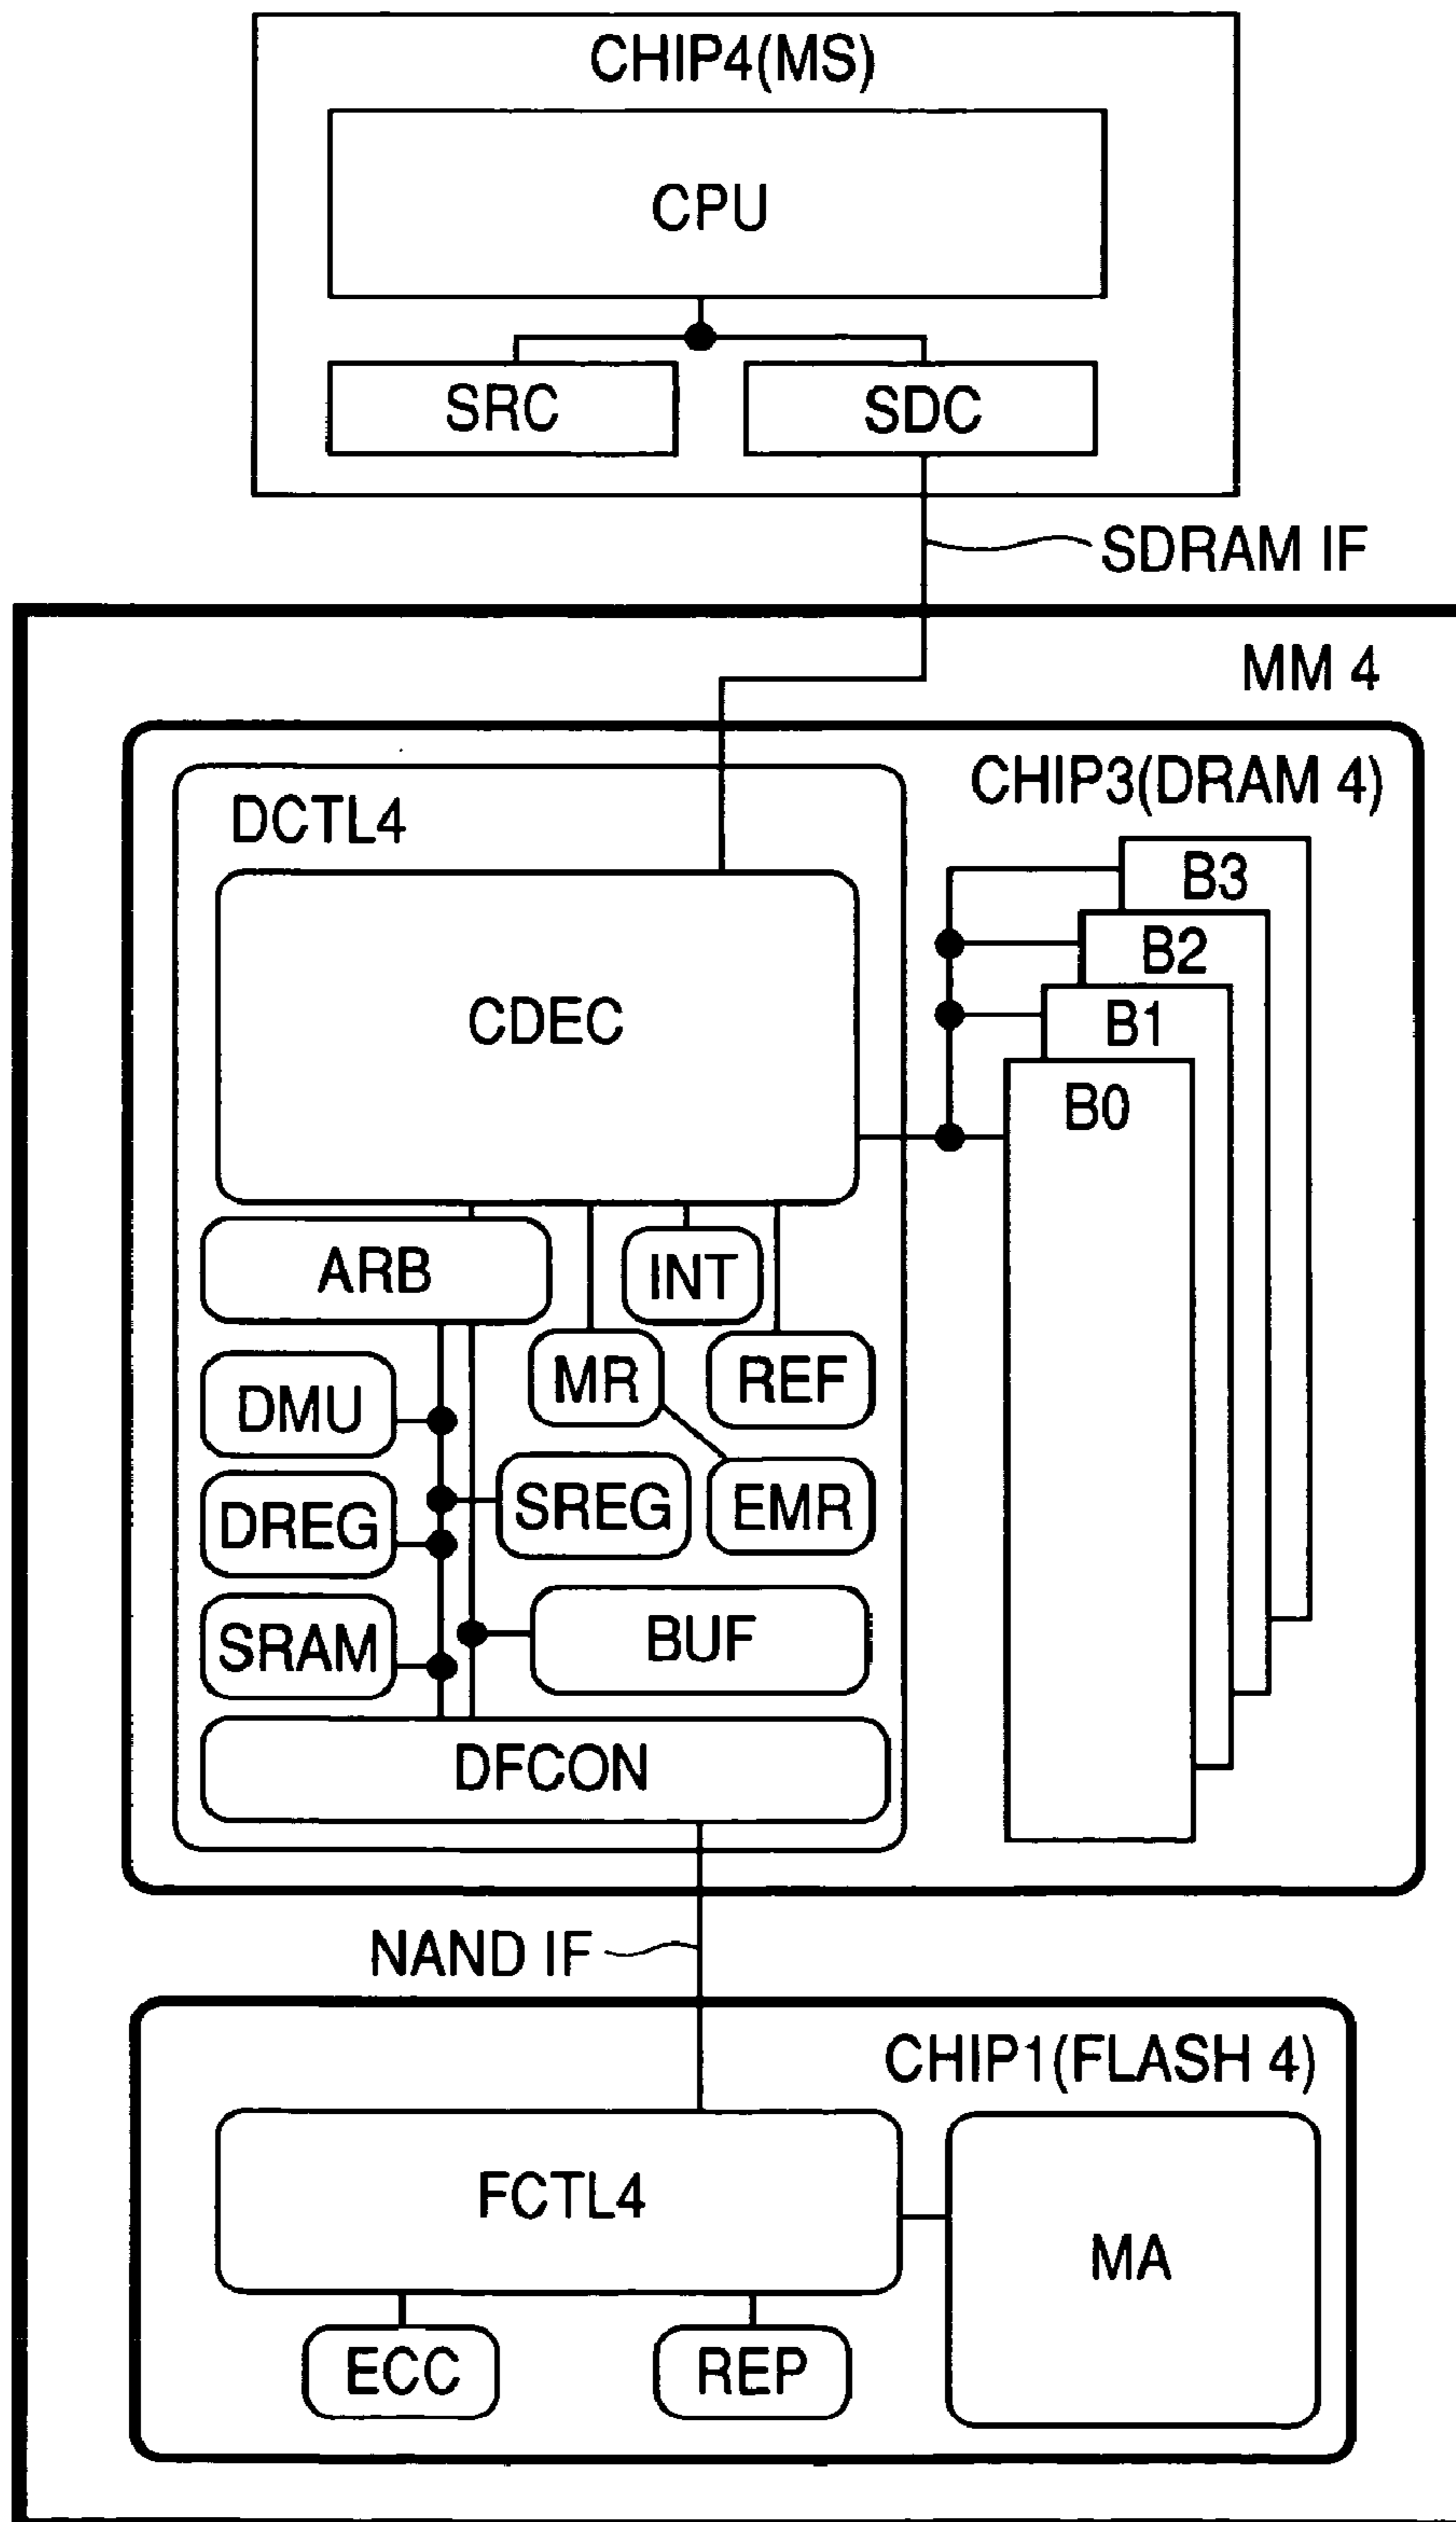 CHIP4(MS)
CPU
SRC
SDC
SDRAM IF
MM 4
CHIP3(DRAM 4)
DCTL4
B3
B2
B1
B0
CDEC
ARB
INT
MR
REF
DMU
DREG
SREG
EMR
SRAM
BUF
DFCON
NAND IF
CHIP1(FLASH 4)
FCTL4
MA
ECC
REP